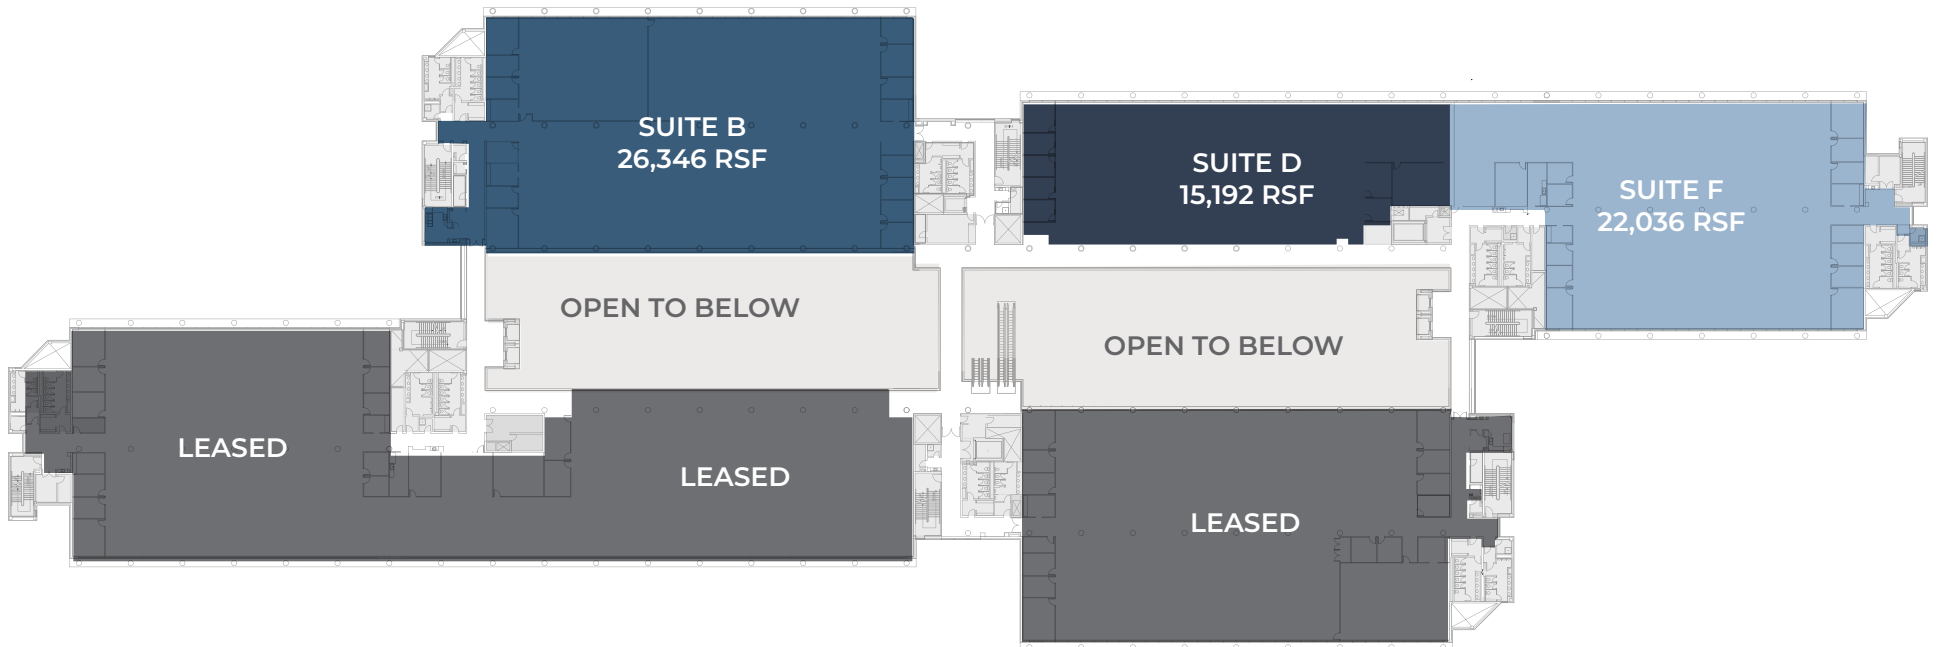 SUITE B
26,346 RSF
SUITE D
15,192 RSF
SUITE F
22,036 RSF
OPEN TO BELOW
OPEN TO BELOW
LEASED
LEASED
LEASED